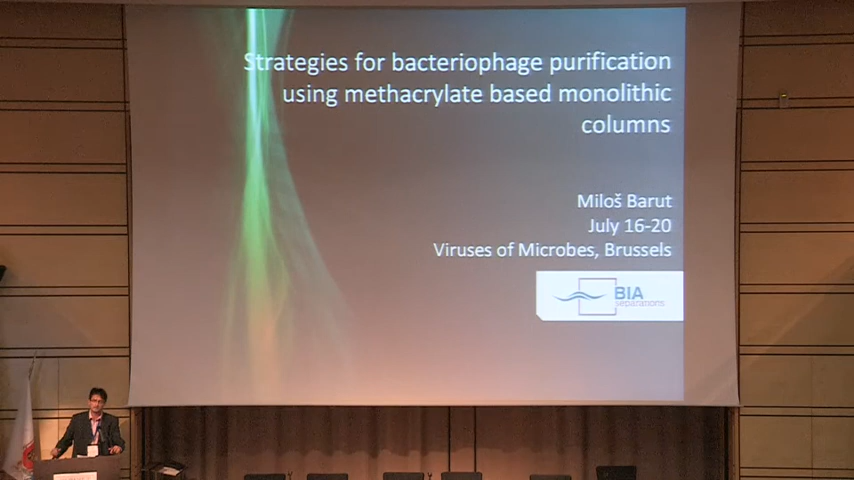 Strategies for bacteriophage purification
using methacrylate based monolithic
columns
Miloš Barut
July 16-20
Viruses of Microbes, Brussels
BIA
separations